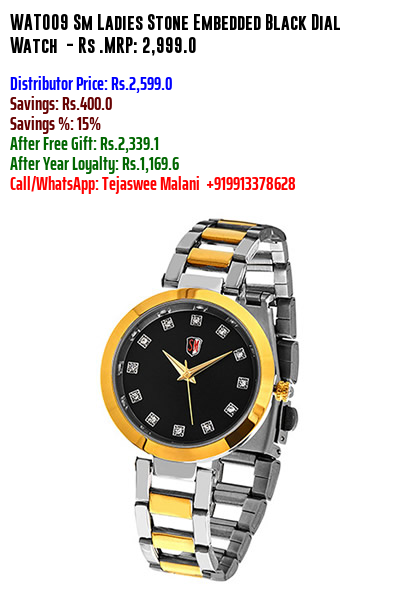 WAT009 Sm Ladies Stone Embedded Black Dial
Watch - Rs .MRP: 2,999.0
Distributor Price: Rs.2,599.0
Savings: Rs.400.0
Savings %: 15%
After Free Gift: Rs.2,339.1
After Year Loyalty: Rs.1,169.6
Call/WhatsApp: Tejaswee Malani +919913378628
SM